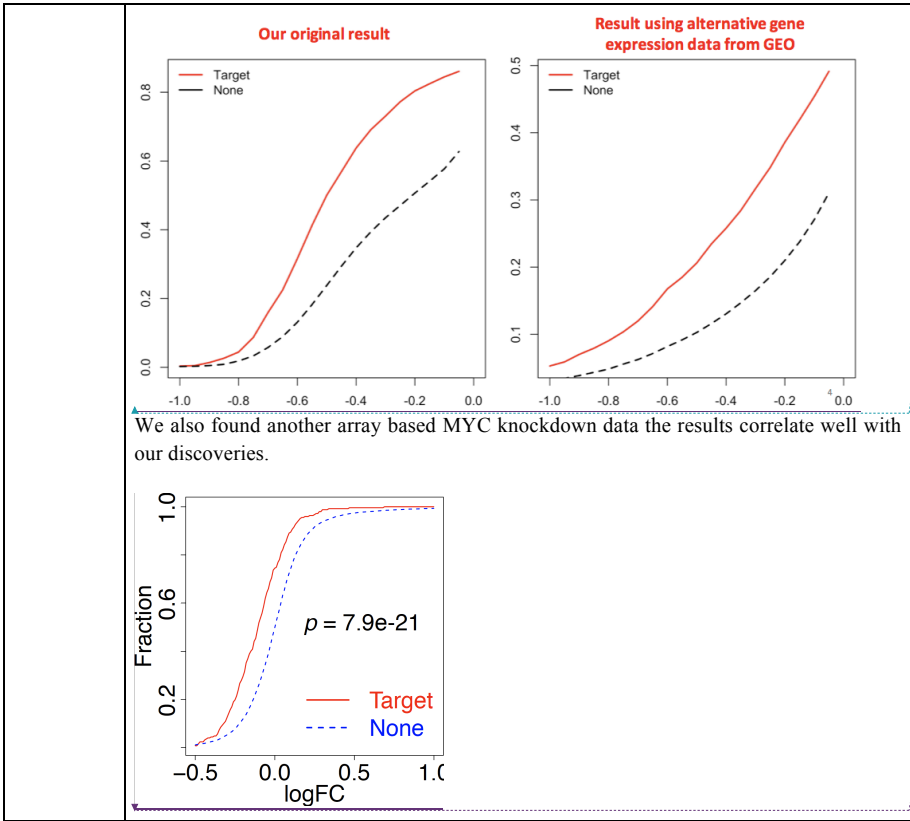 Our original result
Result using alternative gene
expression data from GEO
Target
None
0.0
0.2
0.4
0.6
0.8
-1.0 -0.8 -0.6 -0.4 -0.2 0.0
Target
None
0.1
0.2
0.3
0.4
0.5
-1.0 -0.8 -0.6 -0.4 -0.2 0.0
4
We also found another array based MYC knockdown data the results correlate well with
our discoveries.
Fraction
0.2
0.6
1.0
p = 7.9e-21
Target
None
−0.5 0.0 0.5 1.0
logFC